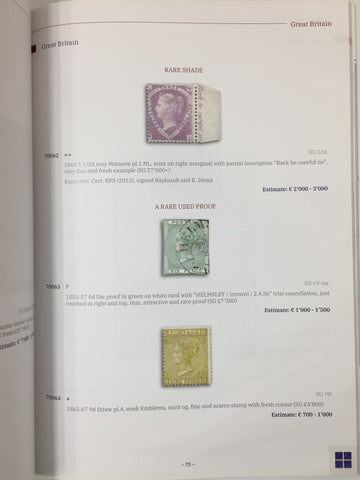 Great Britain
Great Britain
RARE SHADE
70062 ** SG 53a
1860 1 1/2d rosy Mmauve pl.1 NL, mint nh right marginal with partial inscription "Back be careful no",
very fine and fresh example (SG £7'000+)
Expertise: Cert. RPS (2013), signed Raybaudi and E. Diena
Estimate: € 2'000 - 3'000
A RARE USED PROOF
POSTAGE
SIX PENCE
70063 P SG 69 var
1855-57 6d Die proof in green on white card with "HELMSLEY / (crown) / 2.4.56" trial cancellation, just
touched at right and top, thin, attractive and rare proof (SG £7'500)
Estimate: € 1'000 - 1'500
POSTAGE
70064 * SG 98
1865-67 9d Straw pl.4, wmk Emblems, mint og, fine and scarce stamp with fresh colour (SG £4'800)
Estimate: € 700 - 1'000
– 75 –